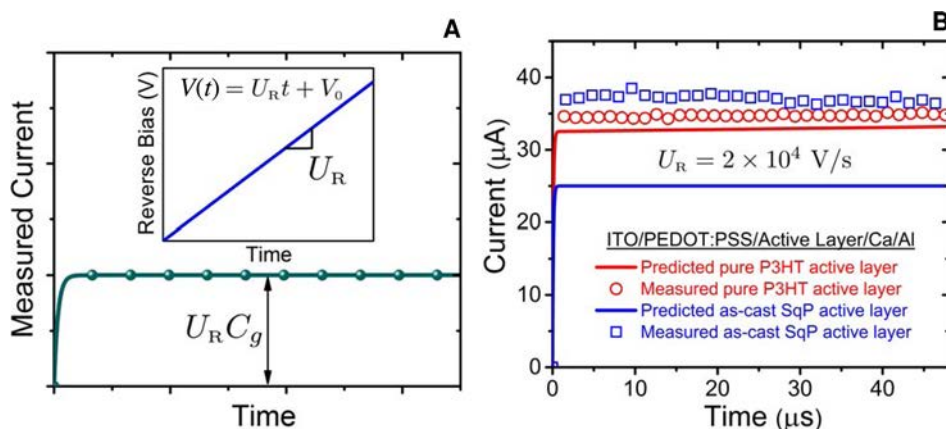 A
V(t) = U_R t + V_0
Reverse Bias (V)
U_R
Time
Measured Current
U_R C_g
Time
B
40
30
20
10
0
Current (μA)
U_R = 2 × 10^4 V/s
ITO/PEDOT:PSS/Active Layer/Ca/Al
Predicted pure P3HT active layer
Measured pure P3HT active layer
Predicted as-cast SqP active layer
Measured as-cast SqP active layer
0 10 20 30 40
Time (μs)